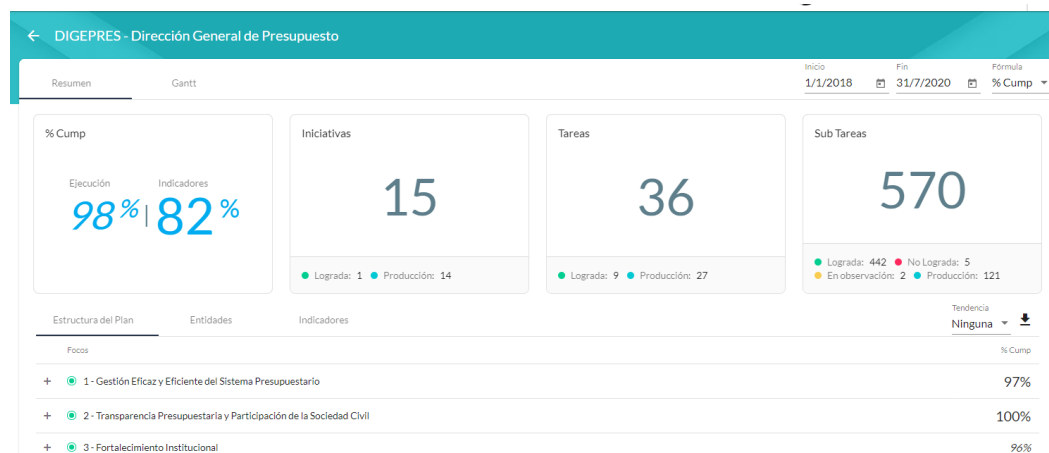 DIGEPRES - Dirección General de Presupuesto
Resumen Gantt
Inicio Fin Fórmula
1/1/2018 31/7/2020 % Cump
% Cump Iniciativas Tareas Sub Tareas
Ejecución Indicadores
98% | 82% 15 36 570
Lograda: 1 Producción: 14 Lograda: 9 Producción: 27 Lograda: 442 No Lograda: 5
En observación: 2 Producción: 121
Estructura del Plan Entidades Indicadores
Tendencia
Ninguna
Focos % Cump
+ 1 - Gestión Eficaz y Eficiente del Sistema Presupuestario 97%
+ 2 - Transparencia Presupuestaria y Participación de la Sociedad Civil 100%
+ 3 - Fortalecimiento Institucional 96%